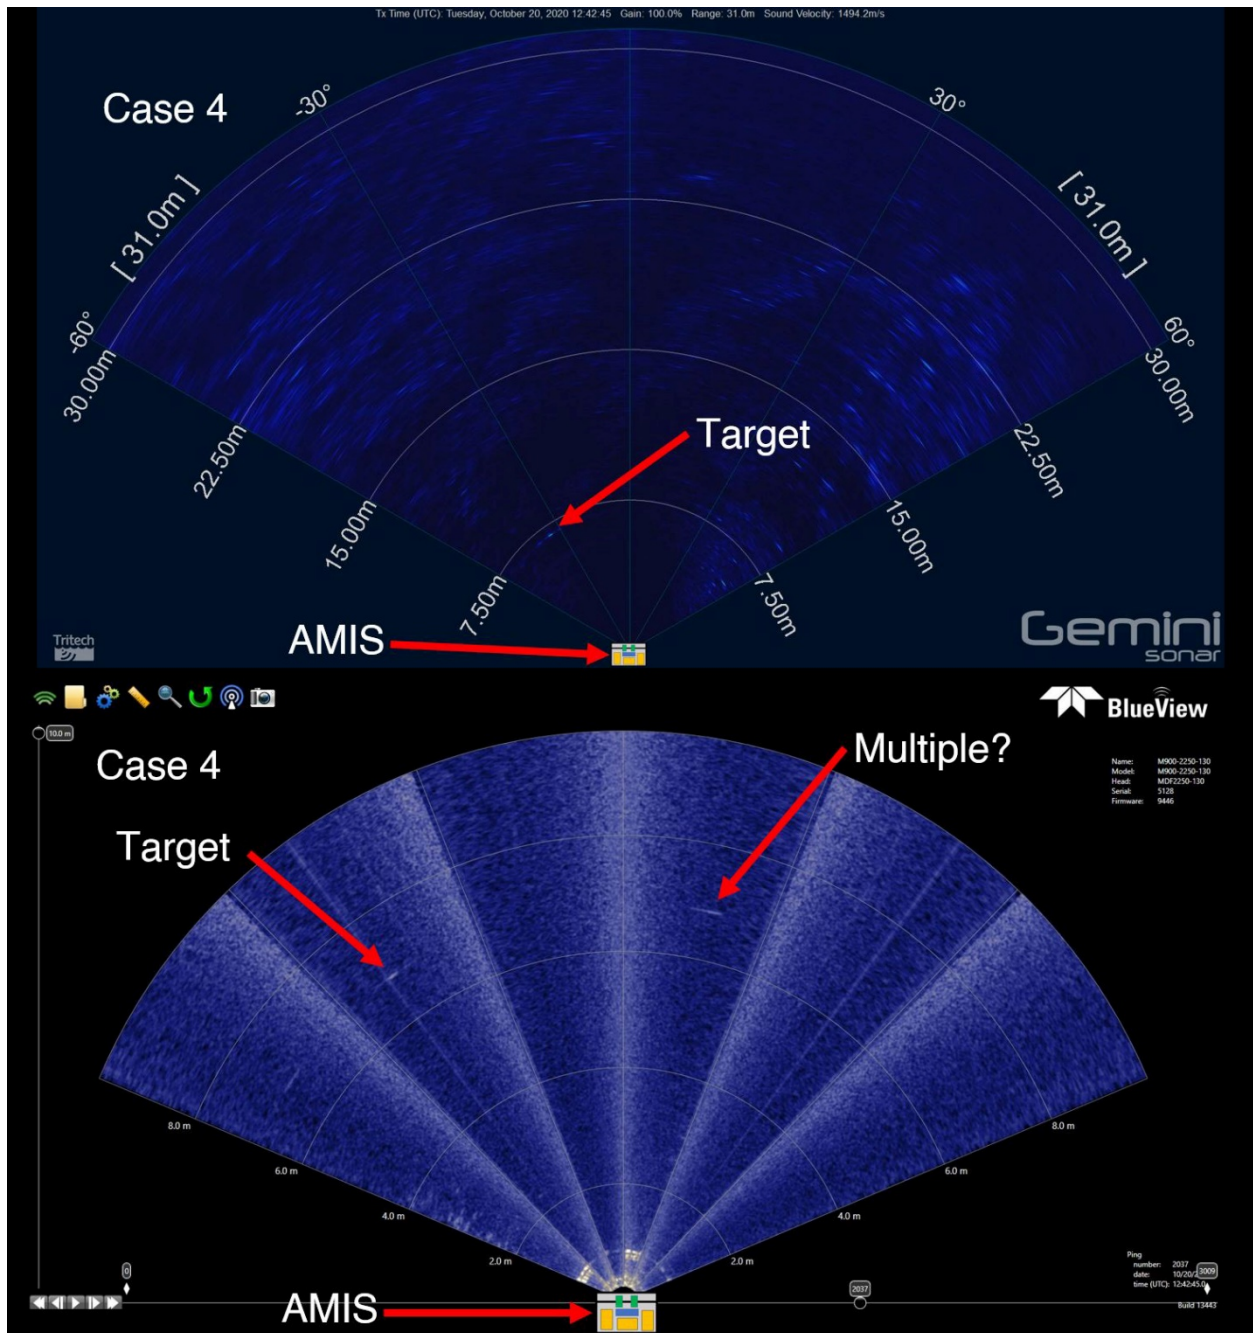 Tx Time (UTC): Tuesday, October 20, 2020 12:42:45 Gain: 100.0% Range: 31.0m Sound Velocity: 1494.2m/s
Case 4
-30°
30°
[ 31.0m ]
[ 31.0m ]
-60°
60°
30.00m
30.00m
Target
22.50m
22.50m
15.00m
15.00m
7.50m
7.50m
AMIS
Tritech
Gemini
sonar
BlueView
10.0 m
Case 4
Multiple?
Name: M900-2250-130
Model: M900-2250-130
Head: MDF2250-130
Serial: 5128
Firmware: 9446
Target
8.0 m
8.0 m
6.0 m
6.0 m
4.0 m
4.0 m
2.0 m
2.0 m
Ping
number: 2037
date: 10/20/2
3009
time (UTC): 12:42:45.0
0
2037
Build 13443
AMIS